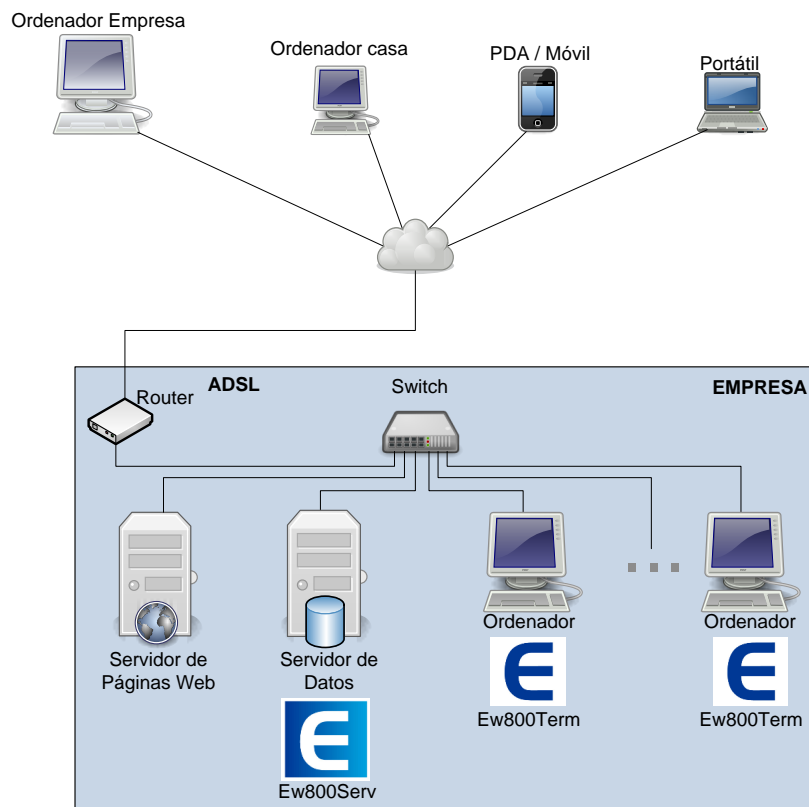 Ordenador Empresa
Ordenador casa
PDA / Móvil
Portátil
ADSL
Switch
EMPRESA
Router
Servidor de
Páginas Web
Servidor de
Datos
Ordenador
Ordenador
E
E
Ew800Term
Ew800Term
E
Ew800Serv